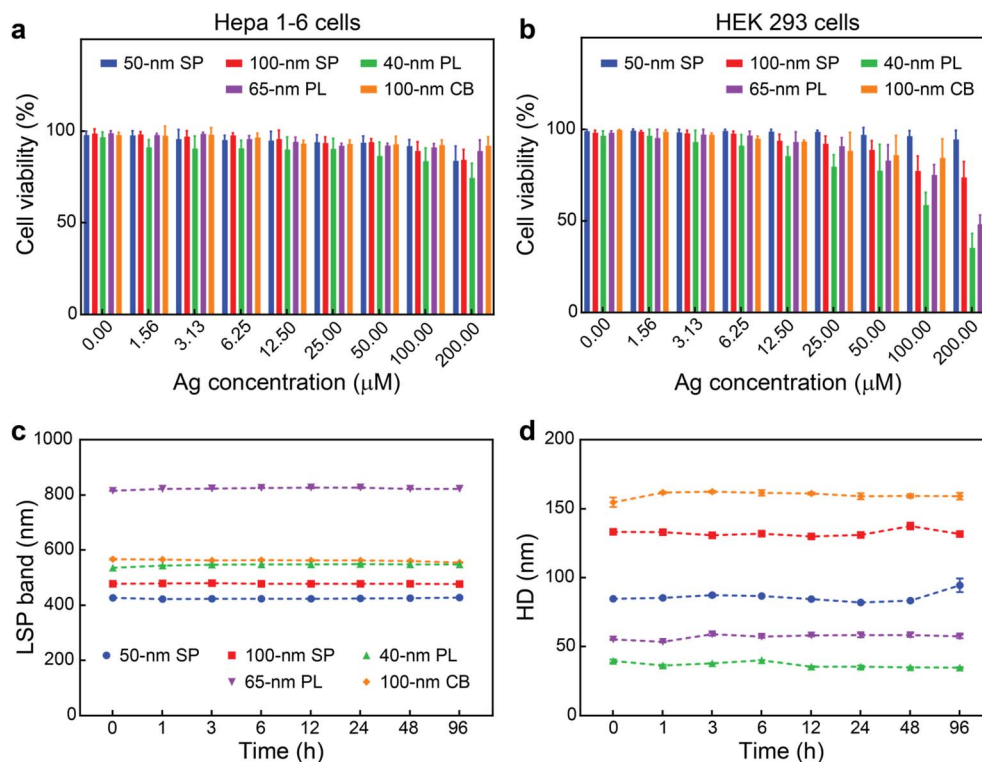 a
Hepa 1-6 cells
50-nm SP 100-nm SP 40-nm PL
65-nm PL 100-nm CB
100
50
0
Cell viability (%)
0.00 1.56 3.13 6.25 12.50 25.00 50.00 100.00 200.00
Ag concentration (μM)
b
HEK 293 cells
50-nm SP 100-nm SP 40-nm PL
65-nm PL 100-nm CB
100
50
0
Cell viability (%)
0.00 1.56 3.13 6.25 12.50 25.00 50.00 100.00 200.00
Ag concentration (μM)
c
1000
800
600
400
200
0
LSP band (nm)
50-nm SP 100-nm SP 40-nm PL
65-nm PL 100-nm CB
0 1 3 6 12 24 48 96
Time (h)
d
200
150
100
50
0
HD (nm)
0 1 3 6 12 24 48 96
Time (h)